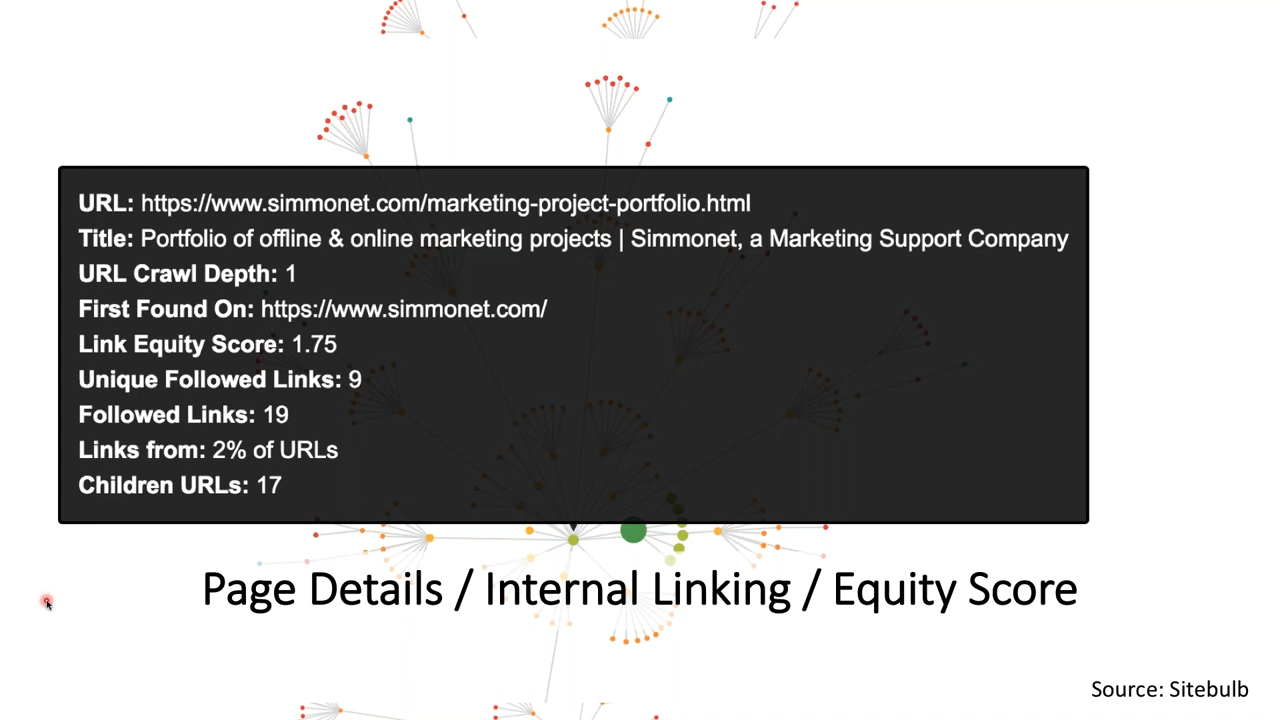 URL: https://www.simmonet.com/marketing-project-portfolio.html
Title: Portfolio of offline & online marketing projects | Simmonet, a Marketing Support Company
URL Crawl Depth: 1
First Found On: https://www.simmonet.com/
Link Equity Score: 1.75
Unique Followed Links: 9
Followed Links: 19
Links from: 2% of URLs
Children URLs: 17
Page Details / Internal Linking / Equity Score
Source: Sitebulb